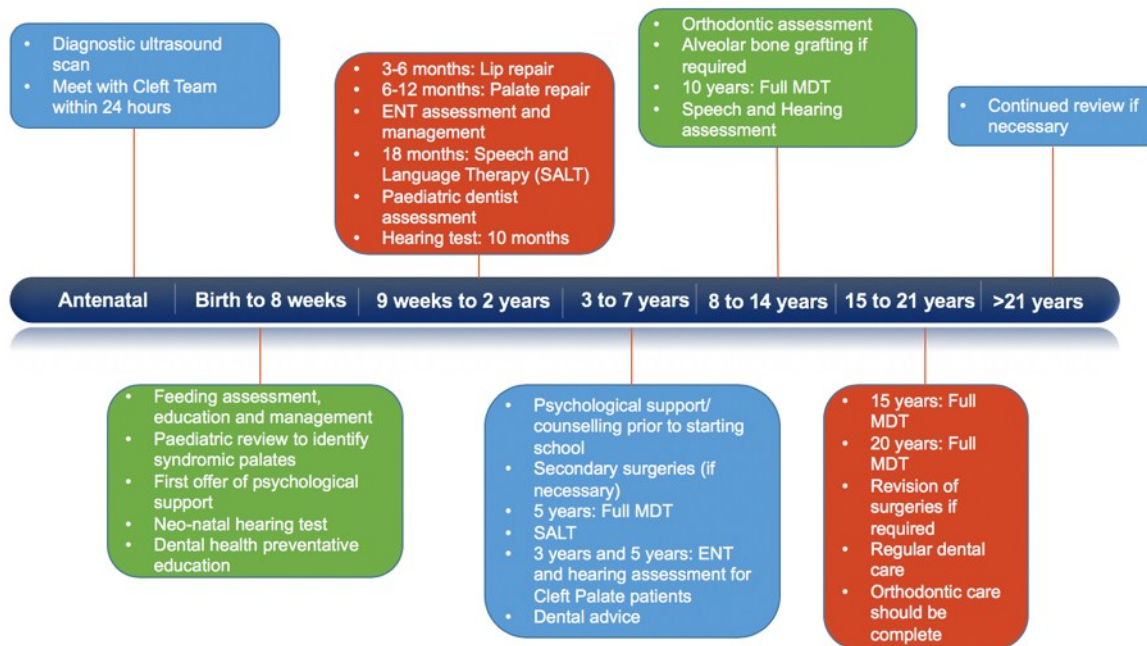 • Diagnostic ultrasound
scan
• Meet with Cleft Team
within 24 hours
• 3-6 months: Lip repair
• 6-12 months: Palate repair
• ENT assessment and
management
• 18 months: Speech and
Language Therapy (SALT)
• Paediatric dentist
assessment
• Hearing test: 10 months
• Orthodontic assessment
• Alveolar bone grafting if
required
• 10 years: Full MDT
• Speech and Hearing
assessment
• Continued review if
necessary
Antenatal
Birth to 8 weeks
9 weeks to 2 years
3 to 7 years
8 to 14 years
15 to 21 years
>21 years
• Feeding assessment,
education and management
• Paediatric review to identify
syndromic palates
• First offer of psychological
support
• Neo-natal hearing test
• Dental health preventative
education
• Psychological support/
counselling prior to starting
school
• Secondary surgeries (if
necessary)
• 5 years: Full MDT
• SALT
• 3 years and 5 years: ENT
and hearing assessment for
Cleft Palate patients
• Dental advice
• 15 years: Full
MDT
• 20 years: Full
MDT
• Revision of
surgeries if
required
• Regular dental
care
• Orthodontic care
should be
complete